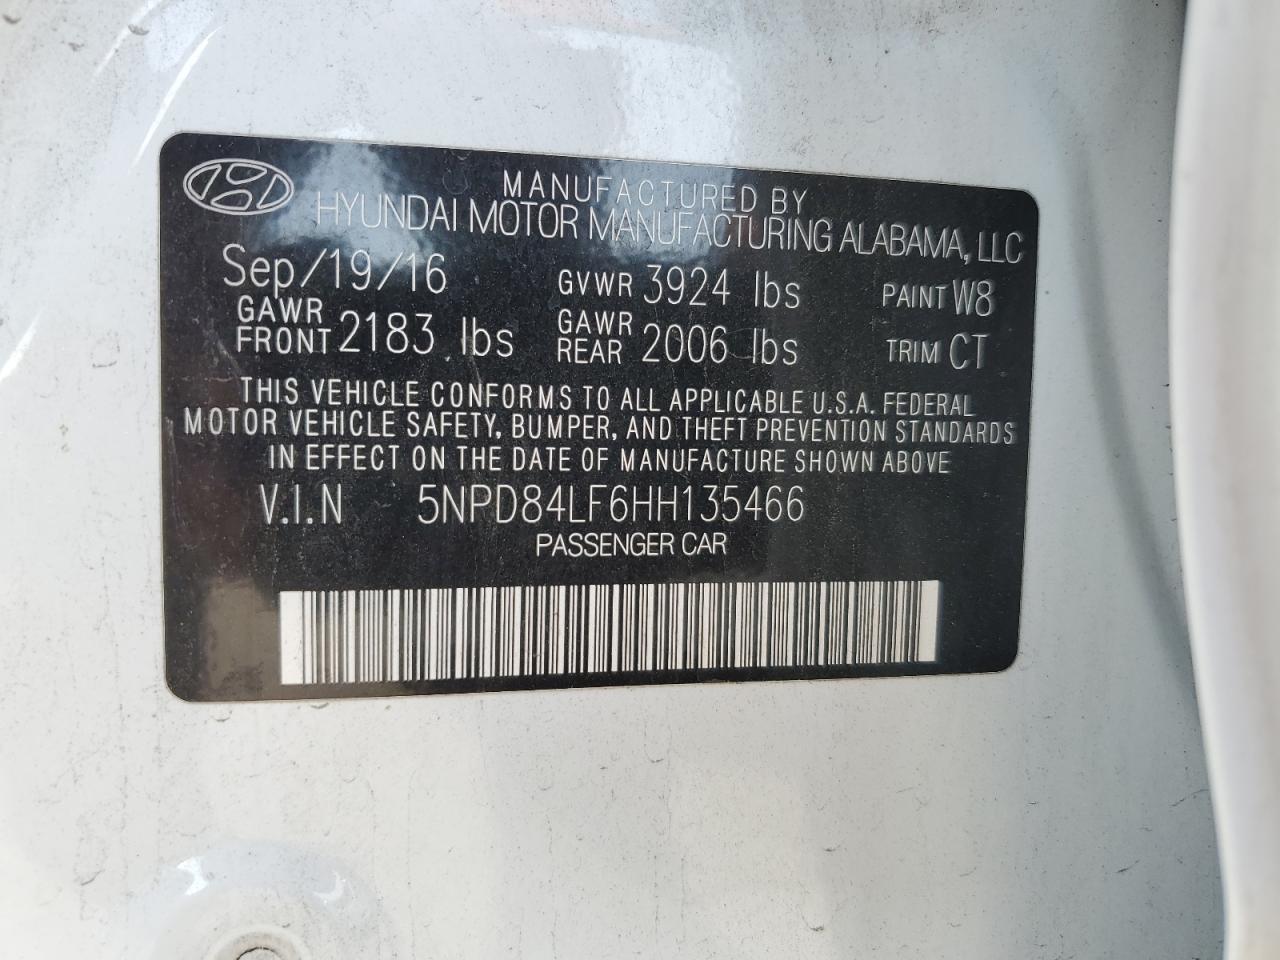 MANUFACTURED BY
HYUNDAI MOTOR MANUFACTURING ALABAMA, LLC
Sep/19/16 GVWR 3924 lbs PAINT W8
GAWR FRONT 2183 lbs GAWR REAR 2006 lbs TRIM CT
THIS VEHICLE CONFORMS TO ALL APPLICABLE U.S.A. FEDERAL
MOTOR VEHICLE SAFETY, BUMPER, AND THEFT PREVENTION STANDARDS
IN EFFECT ON THE DATE OF MANUFACTURE SHOWN ABOVE
V.I.N 5NPD84LF6HH135466
PASSENGER CAR